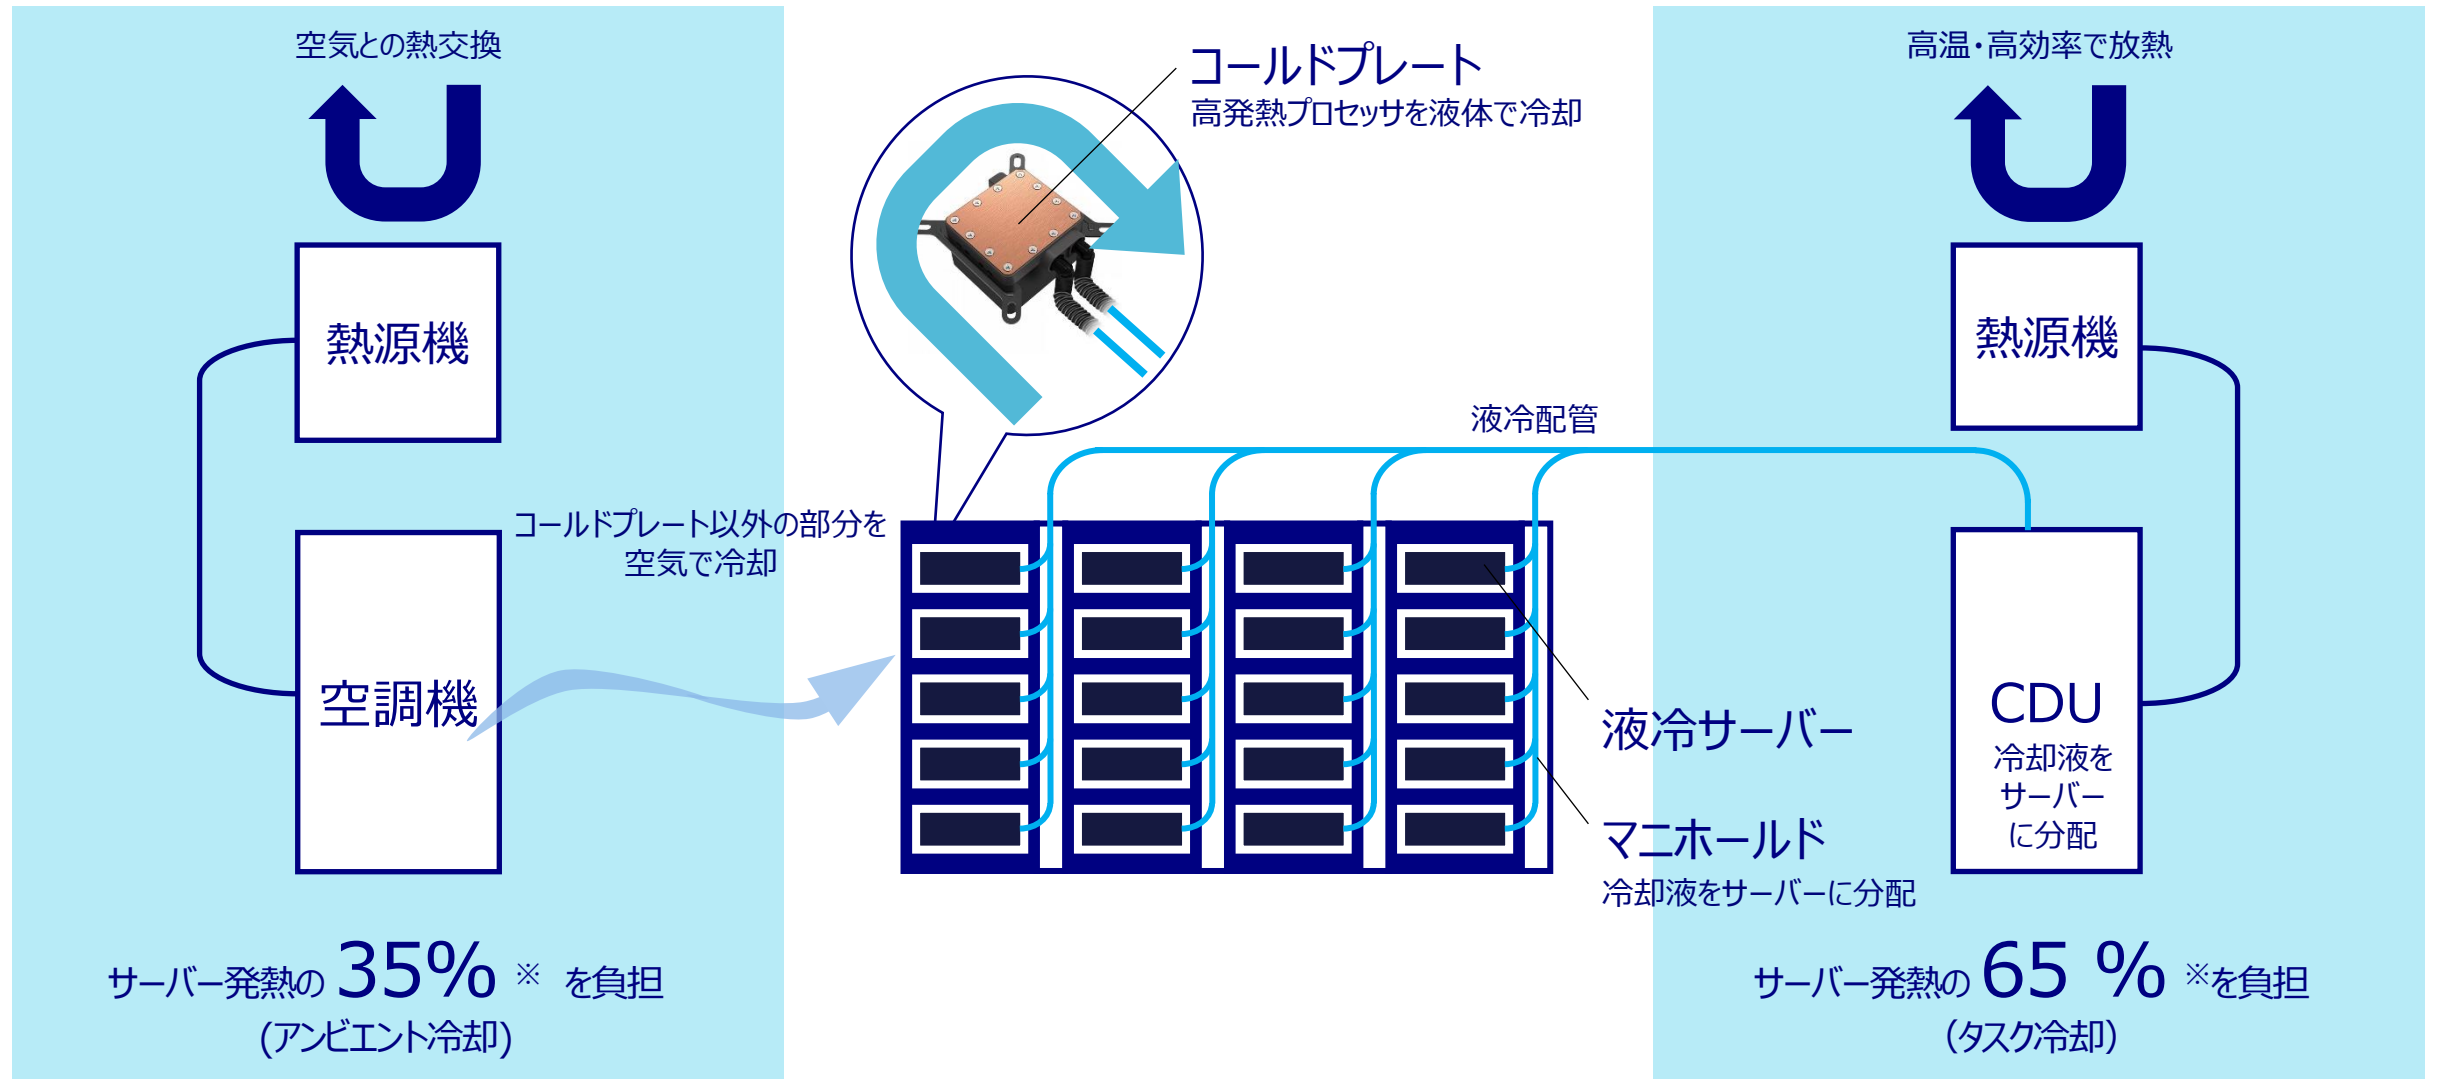 空気との熱交換
熱源機
空調機
コールドプレート以外の部分を
空気で冷却
サーバー発熱の 35% ※ を負担
(アンビエント冷却)
コールドプレート
高発熱プロセッサを液体で冷却
液冷配管
液冷サーバー
マニホールド
冷却液をサーバーに分配
高温・高効率で放熱
熱源機
CDU
冷却液を
サーバー
に分配
サーバー発熱の 65 % ※を負担
(タスク冷却)